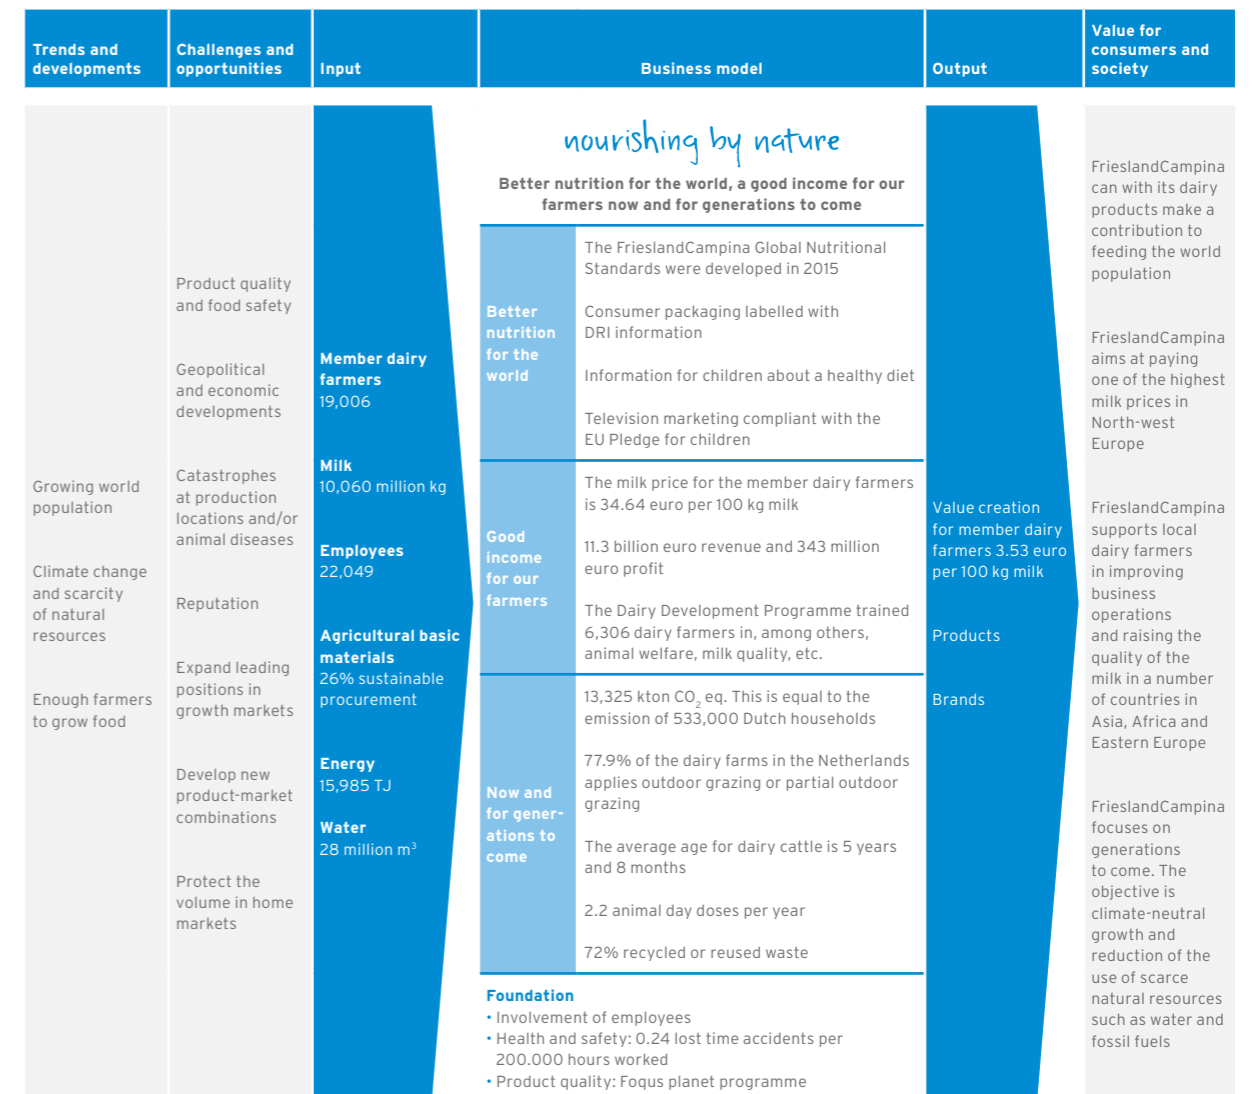 Trends and
developments
Challenges and
opportunities
Input
Business model
Output
Value for
consumers and
society
Growing world
population
Climate change
and scarcity
of natural
resources
Enough farmers
to grow food
Product quality
and food safety
Geopolitical
and economic
developments
Catastrophes
at production
locations and/or
animal diseases
Reputation
Expand leading
positions in
growth markets
Develop new
product-market
combinations
Protect the
volume in home
markets
Member dairy
farmers
19,006
Milk
10,060 million kg
Employees
22,049
Agricultural basic
materials
26% sustainable
procurement
Energy
15,985 TJ
Water
28 million m³
nourishing by nature
Better nutrition for the world, a good income for our
farmers now and for generations to come
Better
nutrition
for the
world
The FrieslandCampina Global Nutritional
Standards were developed in 2015
Consumer packaging labelled with
DRI information
Information for children about a healthy diet
Television marketing compliant with the
EU Pledge for children
Good
income
for our
farmers
The milk price for the member dairy farmers
is 34.64 euro per 100 kg milk
11.3 billion euro revenue and 343 million
euro profit
The Dairy Development Programme trained
6,306 dairy farmers in, among others,
animal welfare, milk quality, etc.
Now and
for gener-
ations to
come
13,325 kton CO₂ eq. This is equal to the
emission of 533,000 Dutch households
77.9% of the dairy farms in the Netherlands
applies outdoor grazing or partial outdoor
grazing
The average age for dairy cattle is 5 years
and 8 months
2.2 animal day doses per year
72% recycled or reused waste
Foundation
• Involvement of employees
• Health and safety: 0.24 lost time accidents per
200.000 hours worked
• Product quality: Foqus planet programme
Value creation
for member dairy
farmers 3.53 euro
per 100 kg milk
Products
Brands
FrieslandCampina
can with its dairy
products make a
contribution to
feeding the world
population
FrieslandCampina
aims at paying
one of the highest
milk prices in
North-west
Europe
FrieslandCampina
supports local
dairy farmers
in improving
business
operations
and raising the
quality of the
milk in a number
of countries in
Asia, Africa and
Eastern Europe
FrieslandCampina
focuses on
generations
to come. The
objective is
climate-neutral
growth and
reduction of the
use of scarce
natural resources
such as water and
fossil fuels